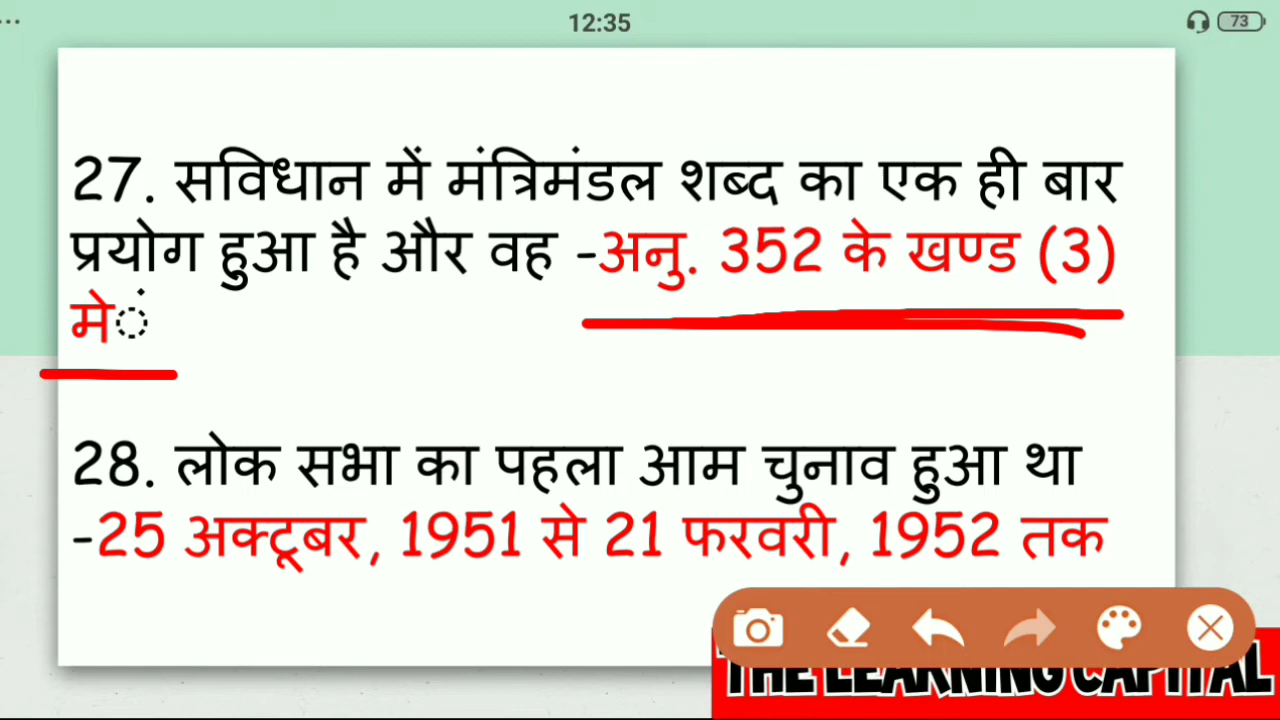 12:35
73
27. सविधान में मंत्रिमंडल शब्द का एक ही बार
प्रयोग हुआ है और वह -अनु. 352 के खण्ड (3)
मे ं
28. लोक सभा का पहला आम चुनाव हुआ था
-25 अक्टूबर, 1951 से 21 फरवरी, 1952 तक
THE LEARNING CAPITAL